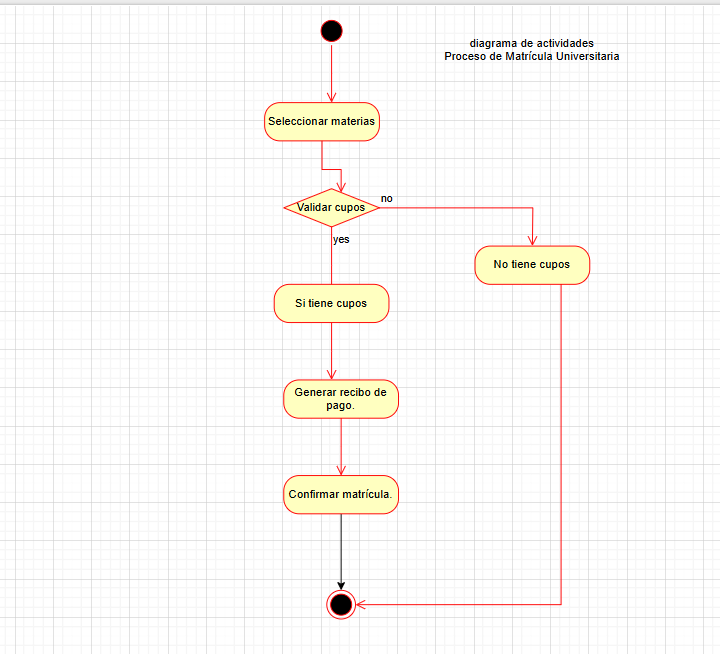 diagrama de actividades
Proceso de Matrícula Universitaria
Seleccionar materias
Validar cupos
no
yes
No tiene cupos
Si tiene cupos
Generar recibo de
pago.
Confirmar matrícula.